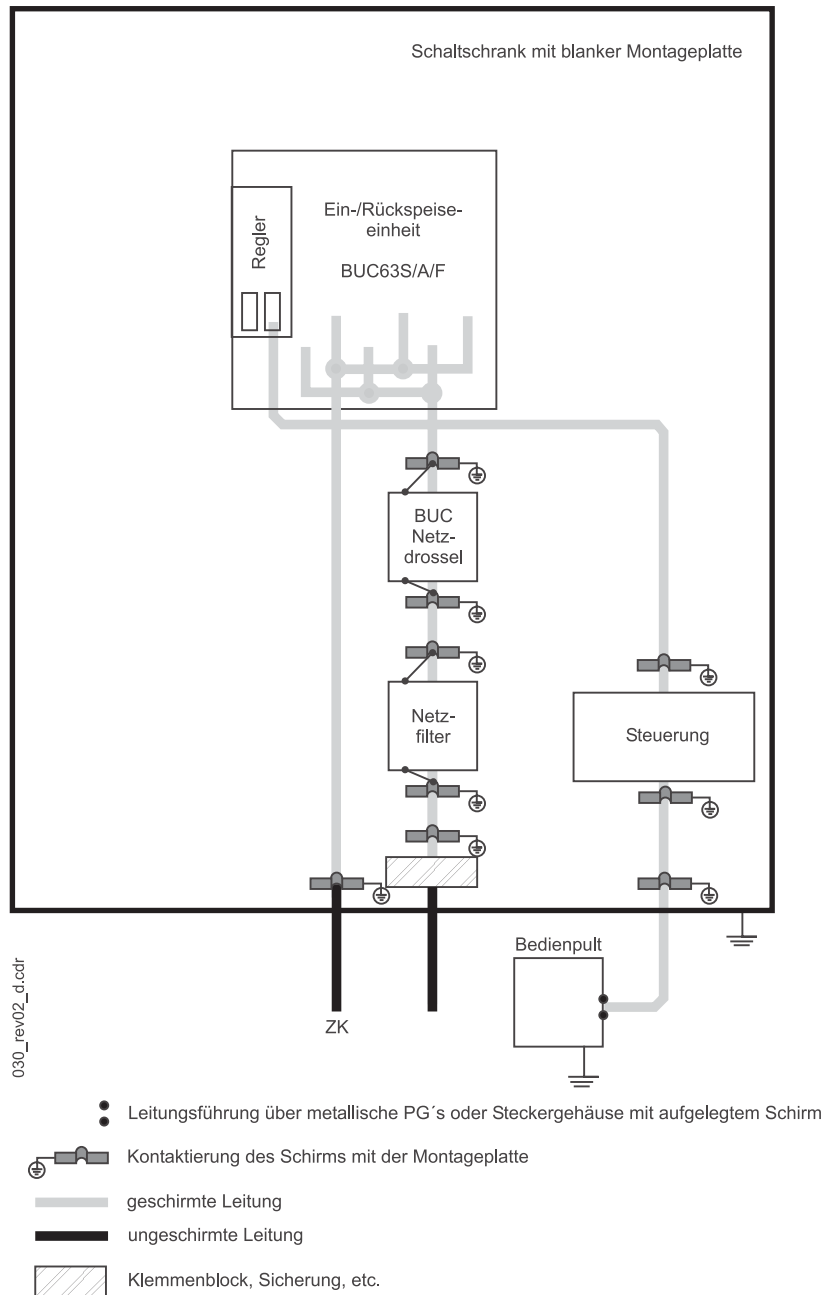 Schaltschrank mit blanker Montageplatte
Regler
Ein-/Rückspeise-
einheit
BUC63S/A/F
BUC
Netz-
drossel
Netz-
filter
Steuerung
Bedienpult
ZK
030_rev02_d.cdr
Leitungsführung über metallische PG´s oder Steckergehäuse mit aufgelegtem Schirm
Kontaktierung des Schirms mit der Montageplatte
geschirmte Leitung
ungeschirmte Leitung
Klemmenblock, Sicherung, etc.